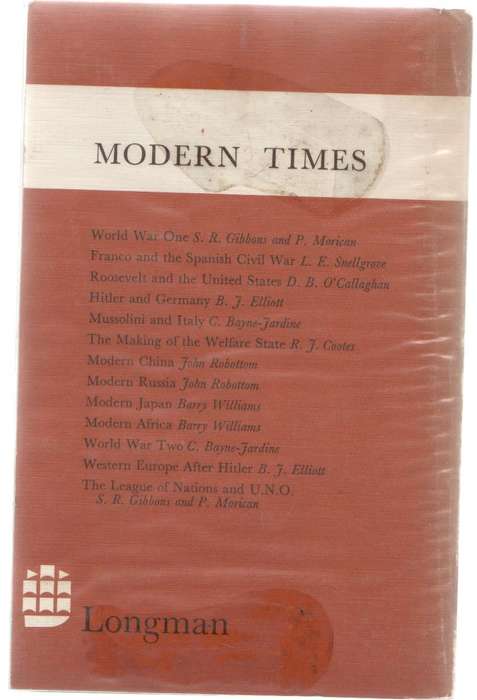 MODERN TIMES
World War One S. R. Gibbons and P. Morican
Franco and the Spanish Civil War L. E. Snellgrove
Roosevelt and the United States D. B. O'Callaghan
Hitler and Germany B. J. Elliott
Mussolini and Italy C. Bayne-Jardine
The Making of the Welfare State R. J. Cootes
Modern China John Robottom
Modern Russia John Robottom
Modern Japan Barry Williams
Modern Africa Barry Williams
World War Two C. Bayne-Jardine
Western Europe After Hitler B. J. Elliott
The League of Nations and U.N.O.
S. R. Gibbons and P. Morican
Longman